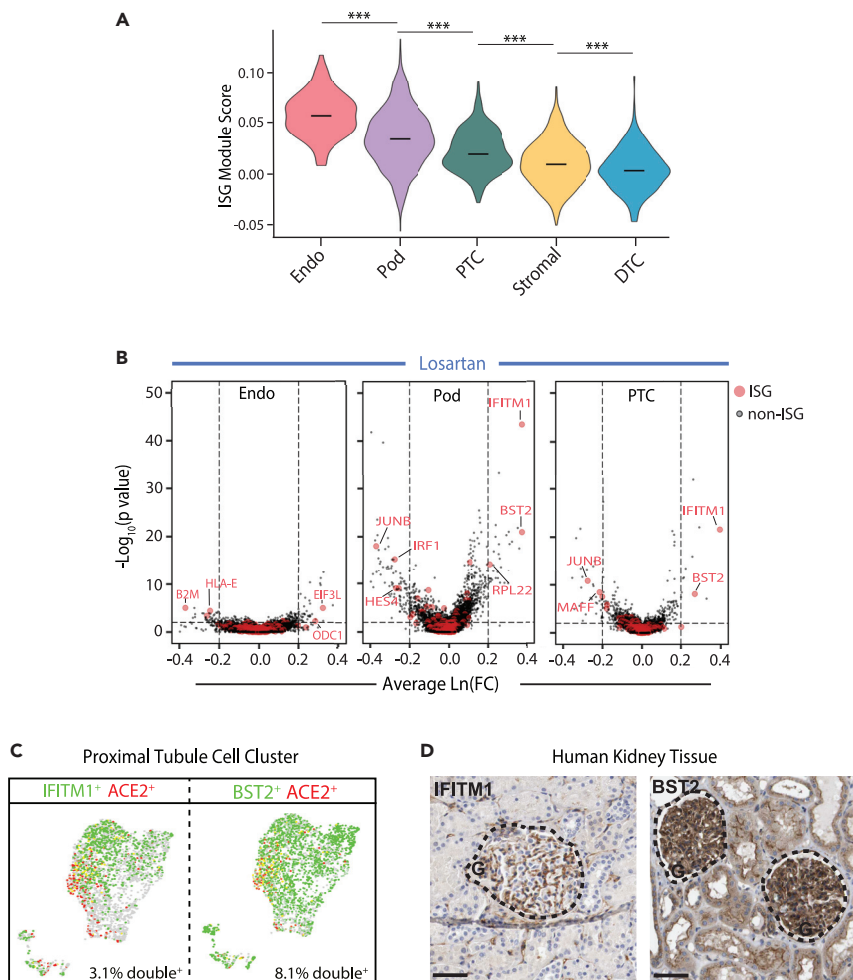 A
***
***
***
***
ISG Module Score
0.10
0.05
0.00
-0.05
Endo
Pod
PTC
Stromal
DTC
B
Losartan
Endo
Pod
PTC
ISG
non-ISG
-Log10(p value)
50
40
30
20
10
0
B2M
HLA-E
EIF3L
ODC1
IFITM1
BST2
JUNB
IRF1
HES4
RPL22
IFITM1
BST2
JUNB
MAFF
-0.4 -0.2 0.0 0.2 0.4
-0.4 -0.2 0.0 0.2 0.4
-0.4 -0.2 0.0 0.2 0.4
Average Ln(FC)
C
Proximal Tubule Cell Cluster
IFITM1+ ACE2+
BST2+ ACE2+
3.1% double+
8.1% double+
D
Human Kidney Tissue
IFITM1
G
BST2
G
G